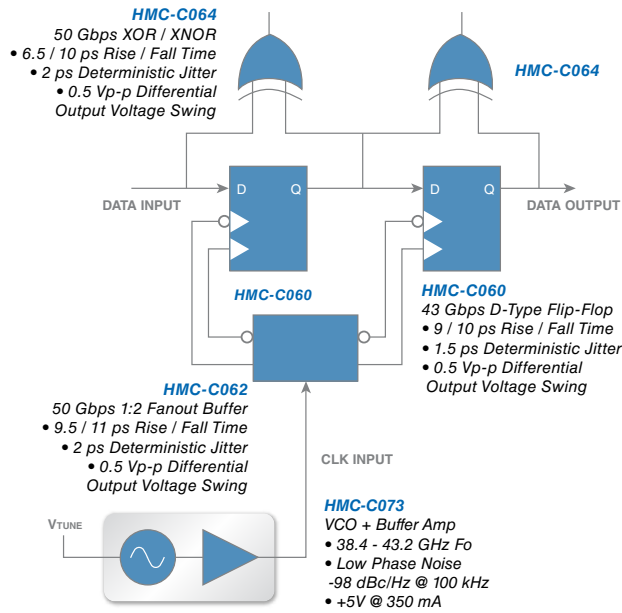 HMC-C064
50 Gbps XOR / XNOR
• 6.5 / 10 ps Rise / Fall Time
• 2 ps Deterministic Jitter
• 0.5 Vp-p Differential
Output Voltage Swing
HMC-C064
D Q
D Q
DATA INPUT
DATA OUTPUT
HMC-C060
HMC-C060
43 Gbps D-Type Flip-Flop
• 9 / 10 ps Rise / Fall Time
• 1.5 ps Deterministic Jitter
• 0.5 Vp-p Differential
Output Voltage Swing
HMC-C062
50 Gbps 1:2 Fanout Buffer
• 9.5 / 11 ps Rise / Fall Time
• 2 ps Deterministic Jitter
• 0.5 Vp-p Differential
Output Voltage Swing
CLK INPUT
VTUNE
HMC-C073
VCO + Buffer Amp
• 38.4 - 43.2 GHz Fo
• Low Phase Noise
-98 dBc/Hz @ 100 kHz
• +5V @ 350 mA